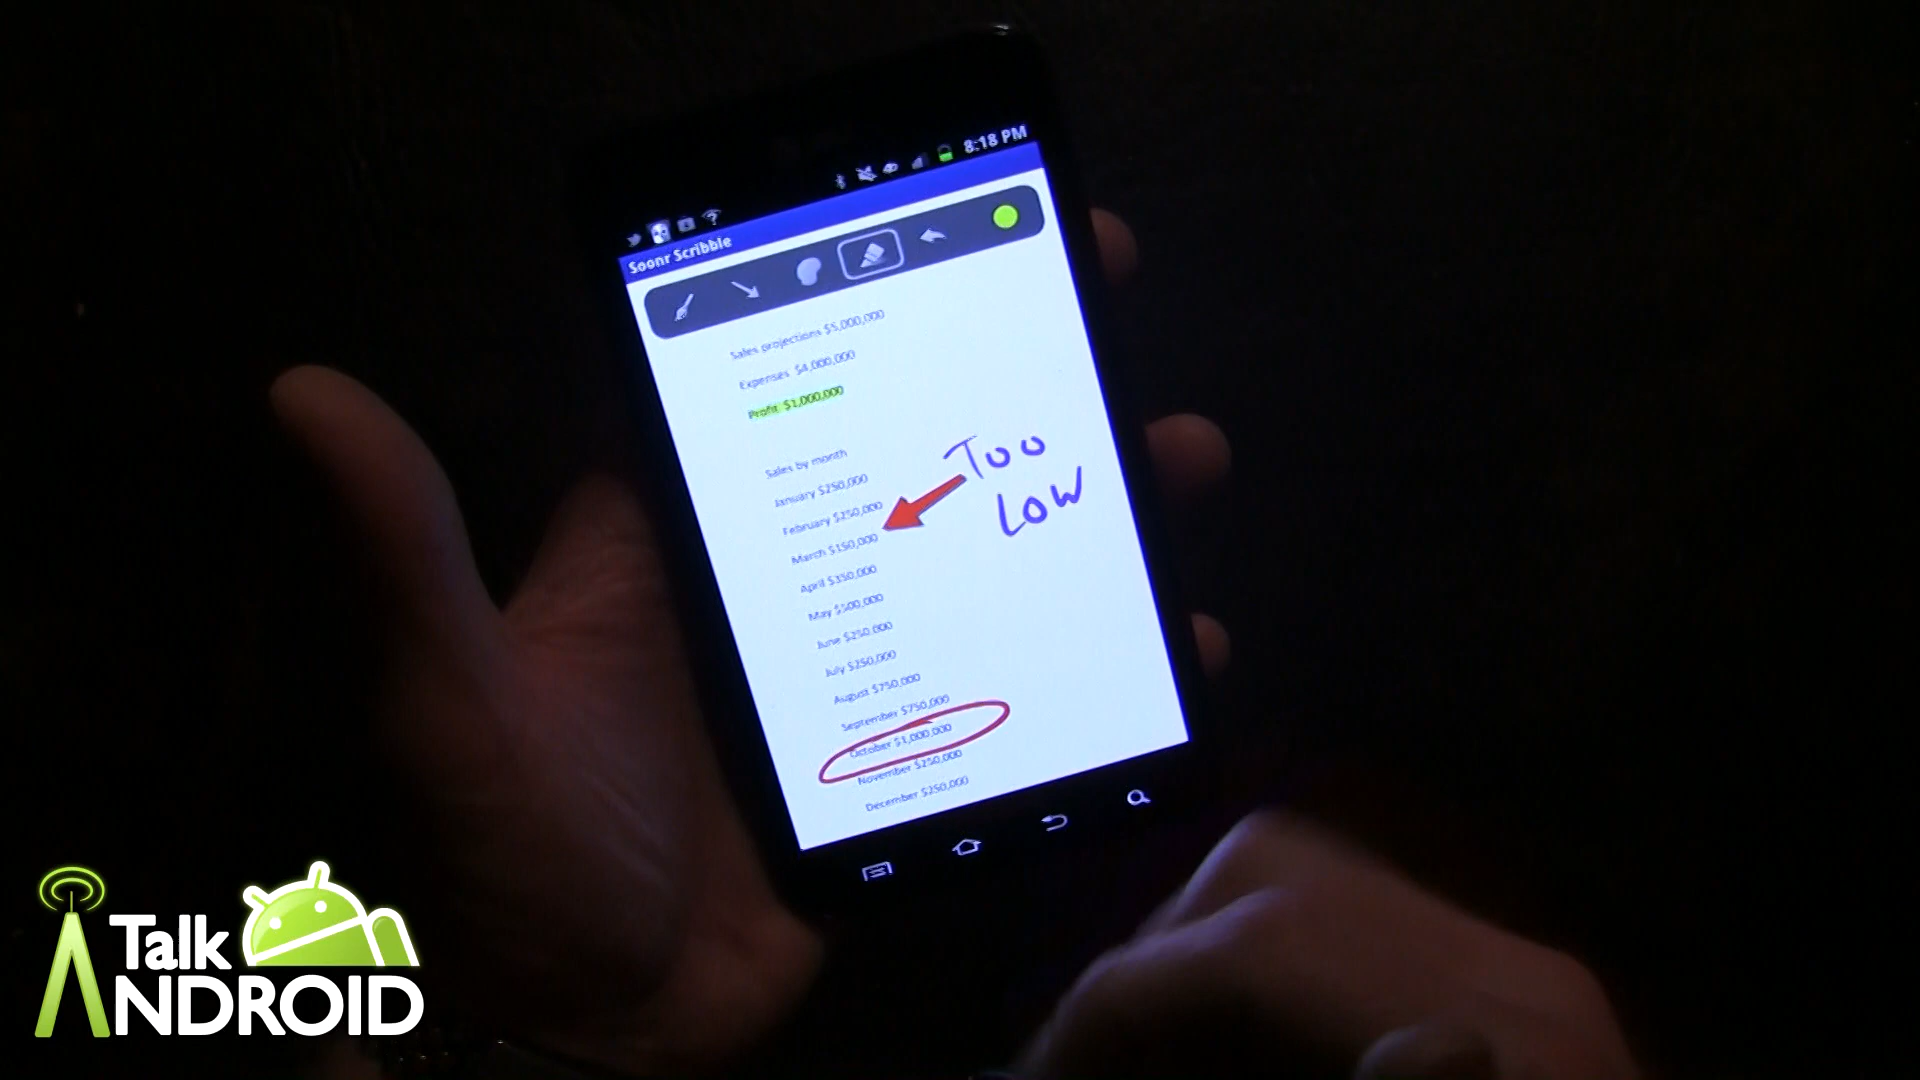 8:18 PM
Soonr Scribble
Sales projections $5,000,000
Expenses $4,000,000
Profit $1,000,000
Sales by month
January $250,000
February $250,000
March $150,000
April $350,000
May $500,000
June $250,000
July $250,000
August $750,000
September $750,000
October $1,000,000
November $250,000
December $250,000
Too
Low
Talk
ANDROID